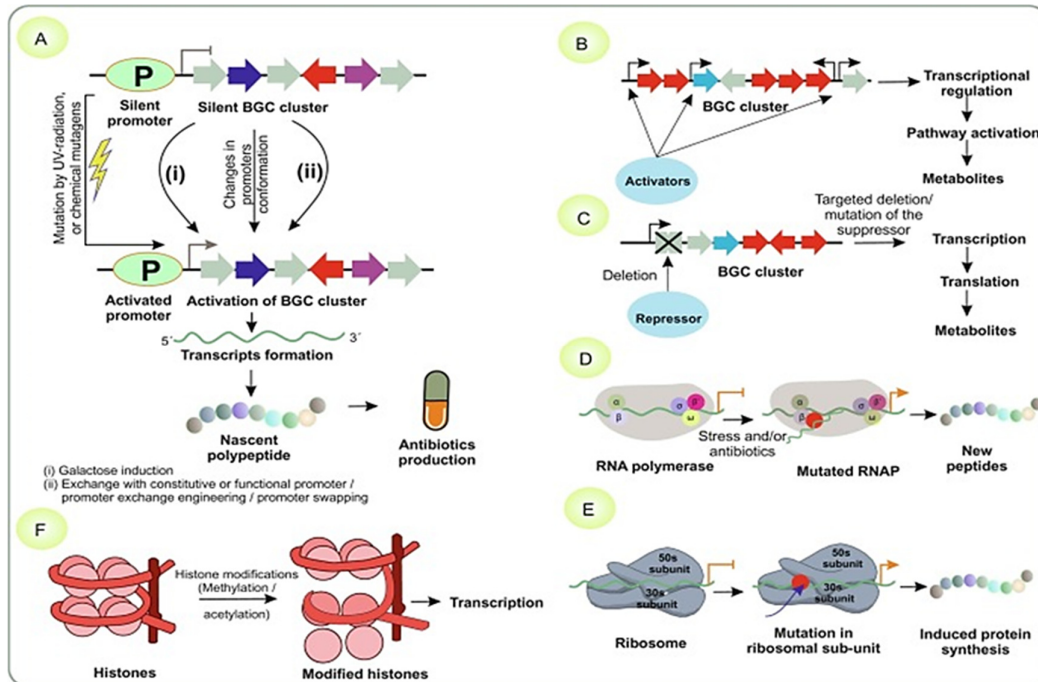 A
P
Silent
promoter
Silent BGC cluster
Mutation by UV-radiation,
or chemical mutagens
(i)
Changes in
promoters
conformation
(ii)
P
Activated
promoter
Activation of BGC cluster
5´
3´
Transcripts formation
Nascent
polypeptide
Antibiotics
production
(i) Galactose induction
(ii) Exchange with constitutive or functional promoter /
promoter exchange engineering / promoter swapping
B
BGC cluster
Activators
Transcriptional
regulation
Pathway activation
Metabolites
C
Deletion
BGC cluster
Repressor
Targeted deletion/
mutation of the
suppressor
Transcription
Translation
Metabolites
D
α
β
σ
β'
ω
RNA polymerase
Stress and/or
antibiotics
α
β
σ
β'
ω
Mutated RNAP
New
peptides
E
50s
subunit
30s
subunit
Ribosome
50s
subunit
30s
subunit
Mutation in
ribosomal sub-unit
Induced protein
synthesis
F
Histones
Histone modifications
(Methylation /
acetylation)
Modified histones
Transcription